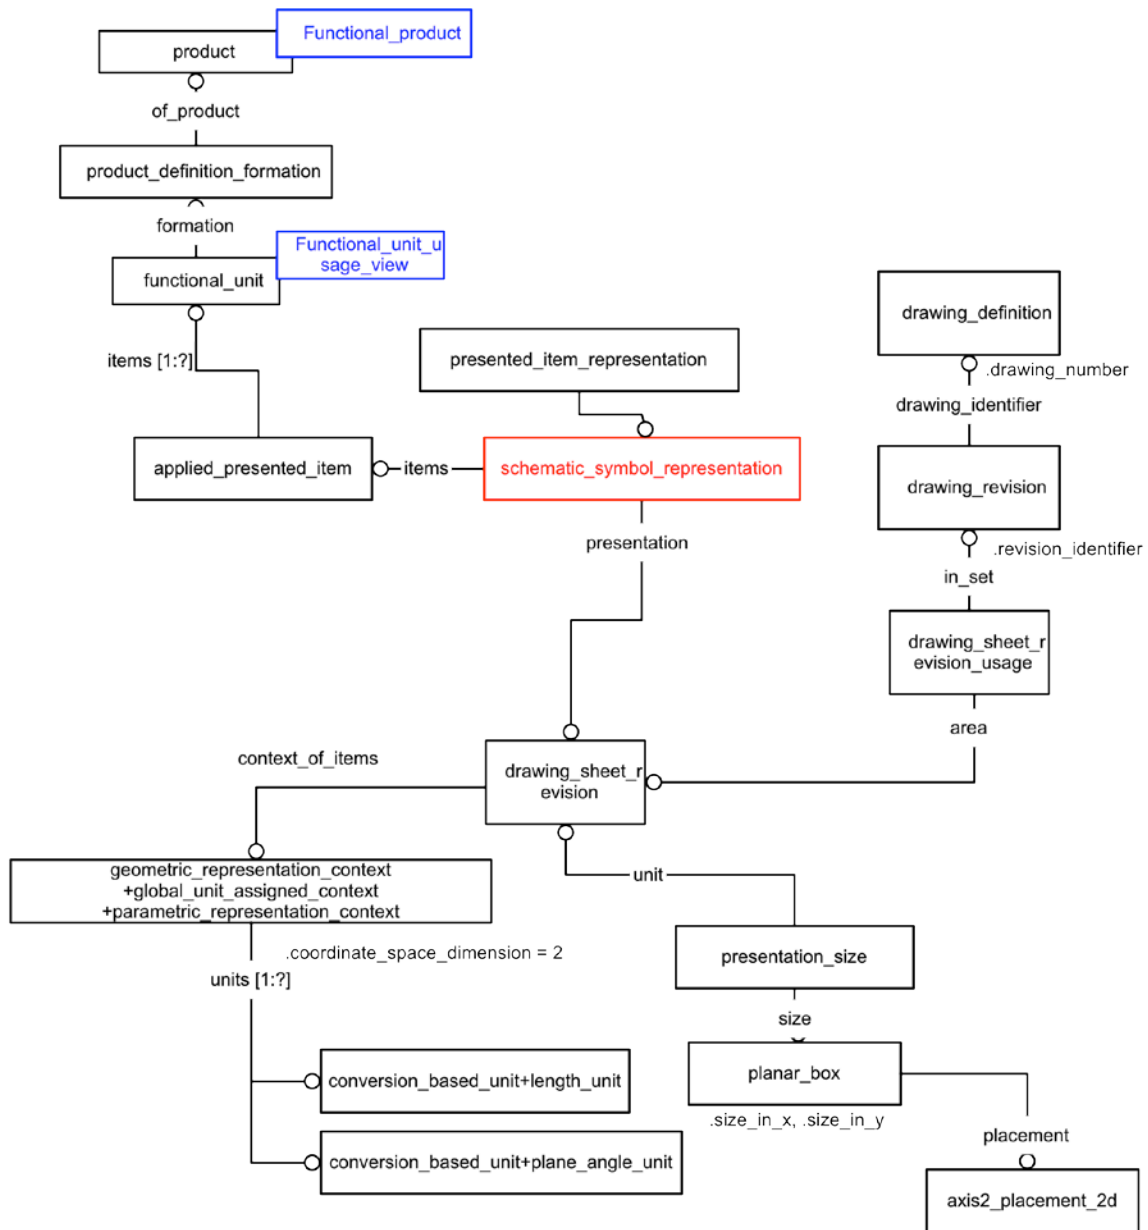 Functional_product
product
of_product
product_definition_formation
formation
Functional_unit_u
sage_view
functional_unit
drawing_definition
items [1:?]
presented_item_representation
.drawing_number
drawing_identifier
applied_presented_item
items
schematic_symbol_representation
drawing_revision
presentation
.revision_identifier
in_set
drawing_sheet_r
evision_usage
area
context_of_items
drawing_sheet_r
evision
geometric_representation_context
+global_unit_assigned_context
+parametric_representation_context
unit
.coordinate_space_dimension = 2
presentation_size
units [1:?]
size
conversion_based_unit+length_unit
planar_box
.size_in_x, .size_in_y
conversion_based_unit+plane_angle_unit
placement
axis2_placement_2d